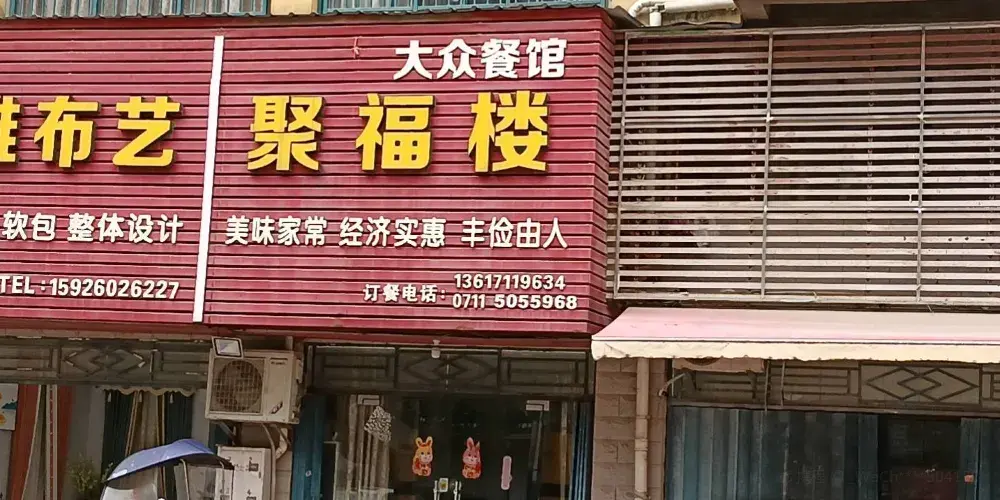 布艺
软包 整体设计
TEL:15926026227
大众餐馆
聚福楼
美味家常 经济实惠 丰俭由人
订餐电话:
13617119634
0711 5055968